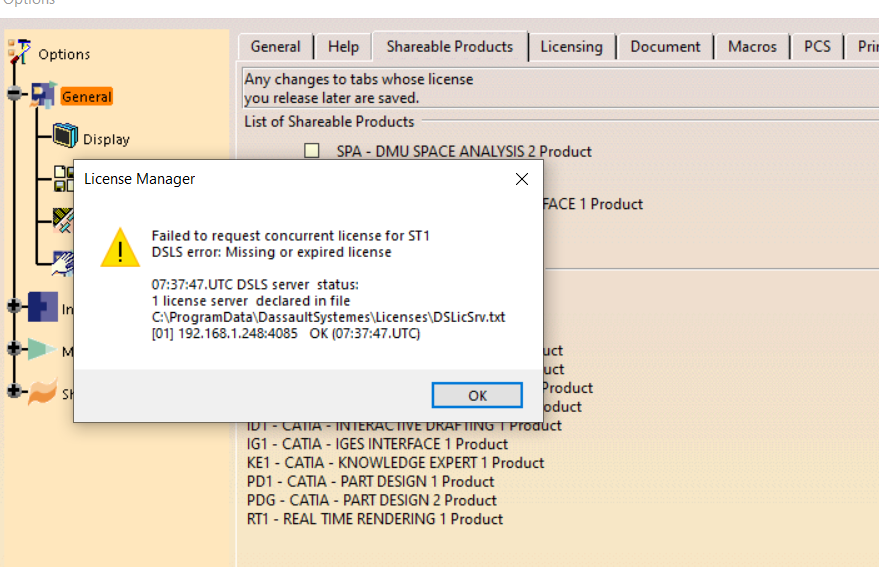 Options
Options
General
Display
General
Help
Shareable Products
Licensing
Document
Macros
PCS
Any changes to tabs whose license
you release later are saved.
List of Shareable Products
SPA - DMU SPACE ANALYSIS 2 Product
FACE 1 Product
License Manager
Failed to request concurrent license for ST1
DSLS error: Missing or expired license
07:37:47.UTC DSLS server status:
1 license server declared in file
C:\ProgramData\DassaultSystemes\Licenses\DSLicSrv.txt
[01] 192.168.1.248:4085 OK (07:37:47.UTC)
OK
Product
ID1 - CATIA - INTERACTIVE DRAFTING 1 Product
IG1 - CATIA - IGES INTERFACE 1 Product
KE1 - CATIA - KNOWLEDGE EXPERT 1 Product
PD1 - CATIA - PART DESIGN 1 Product
PDG - CATIA - PART DESIGN 2 Product
RT1 - REAL TIME RENDERING 1 Product